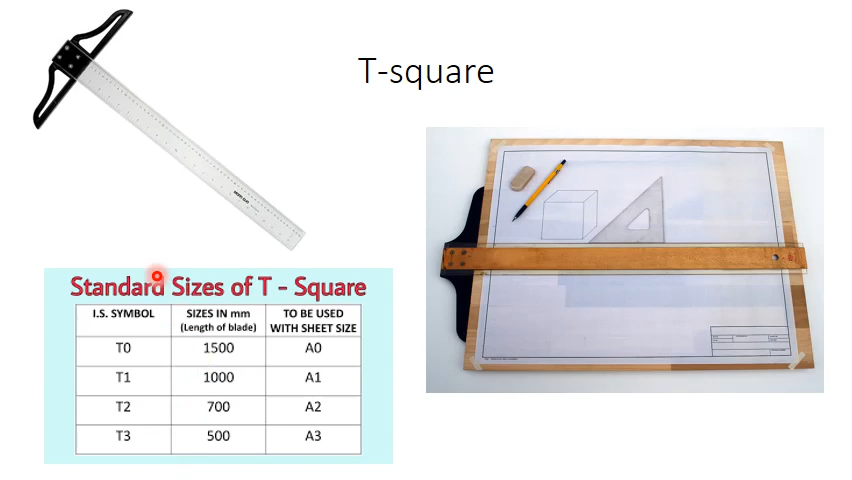 T-square
Standard Sizes of T - Square
I.S. SYMBOL SIZES IN mm TO BE USED
(Length of blade) WITH SHEET SIZE
T0 1500 A0
T1 1000 A1
T2 700 A2
T3 500 A3